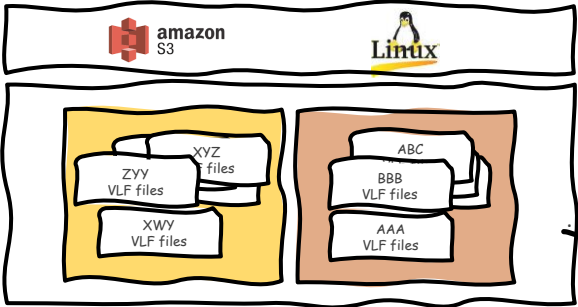 amazon
S3
Linux
XYZ
files
ZYY
VLF files
XWY
VLF files
ABC
BBB
VLF files
AAA
VLF files